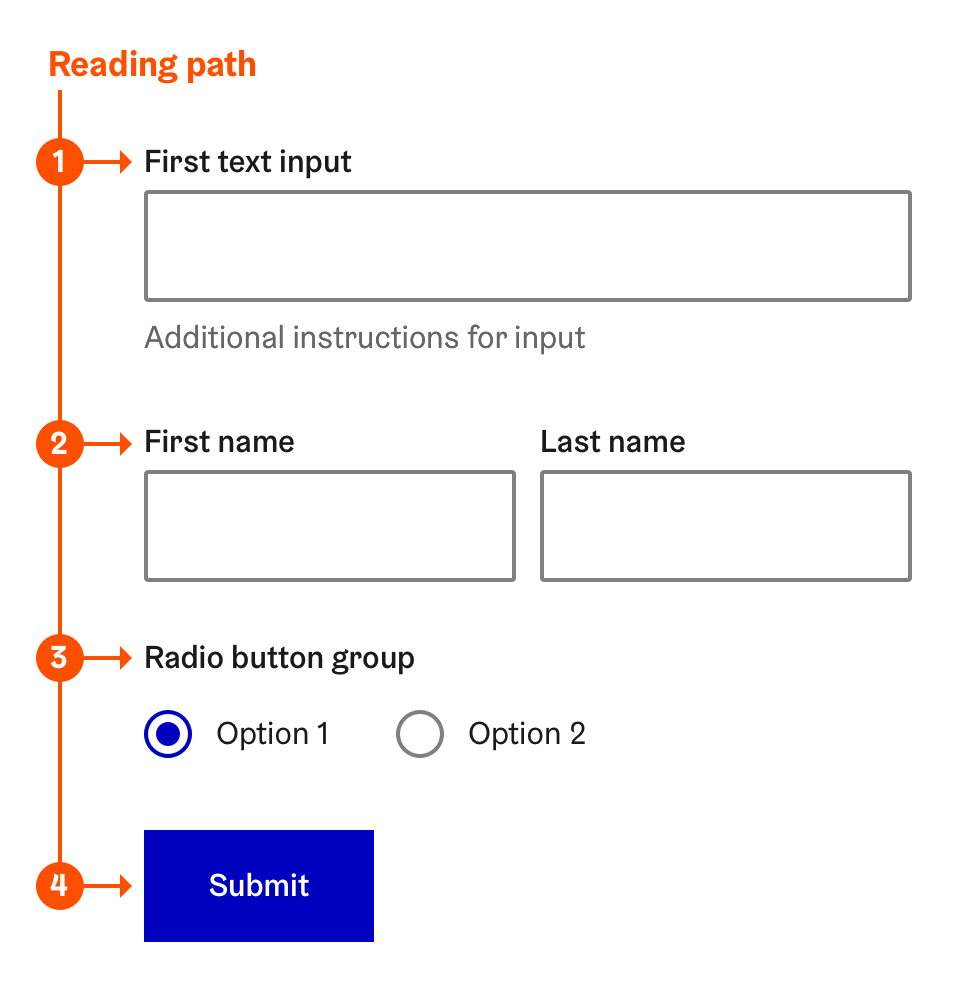 Reading path
1 First text input
Additional instructions for input
2 First name Last name
3 Radio button group
Option 1 Option 2
4 Submit